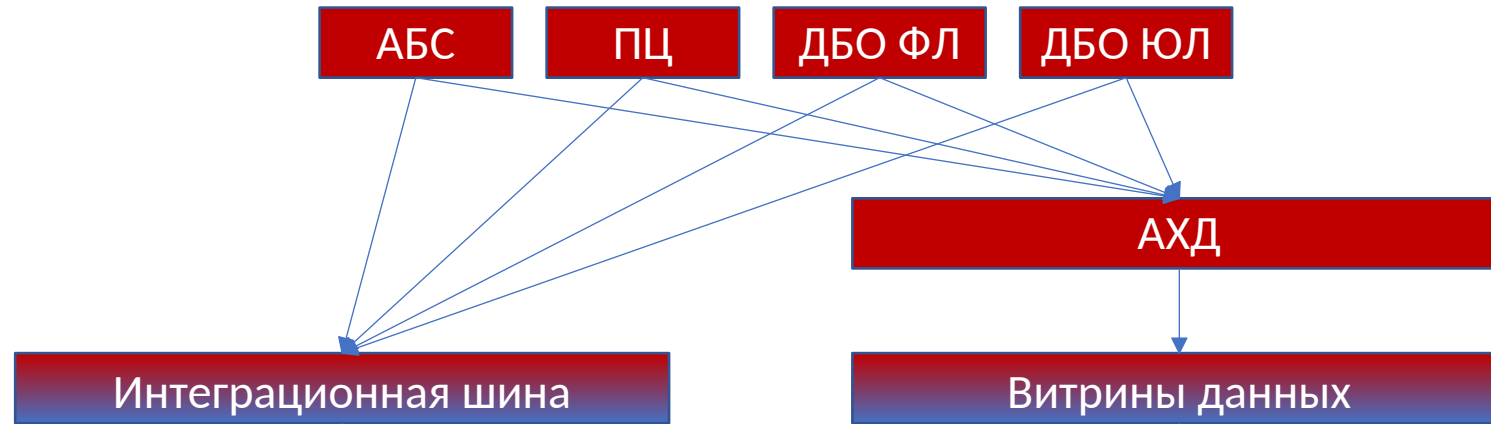 АБС
ПЦ
ДБО ФЛ
ДБО ЮЛ
АХД
Интеграционная шина
Витрины данных